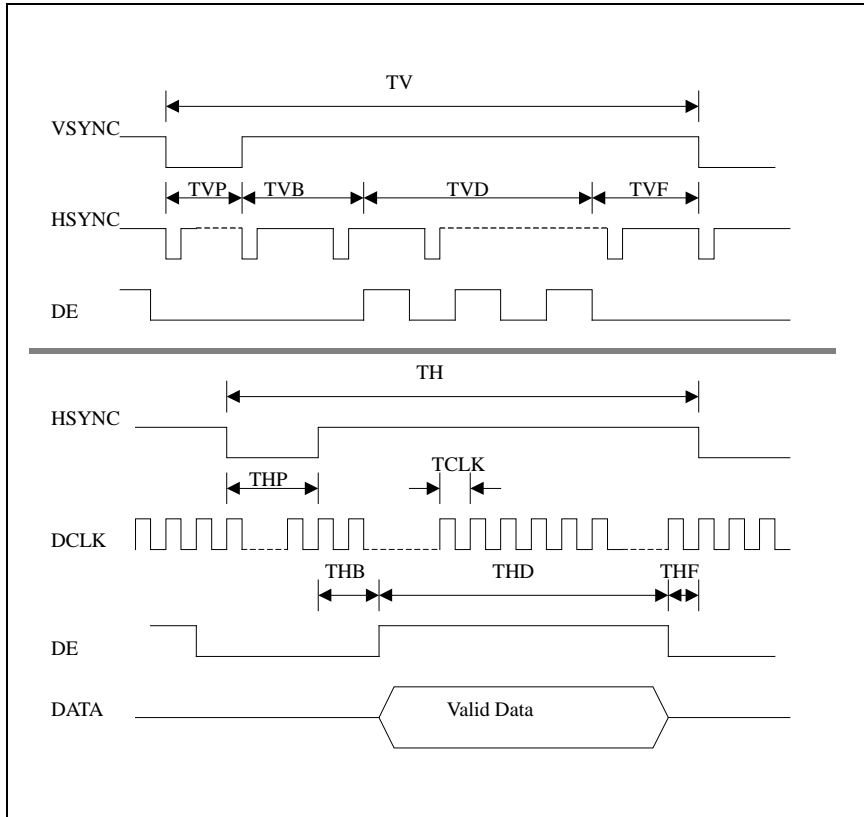 TV
VSYNC
TVP TVB TVD TVF
HSYNC
DE
TH
HSYNC
THP TCLK
DCLK
THB THD THF
DE
DATA Valid Data